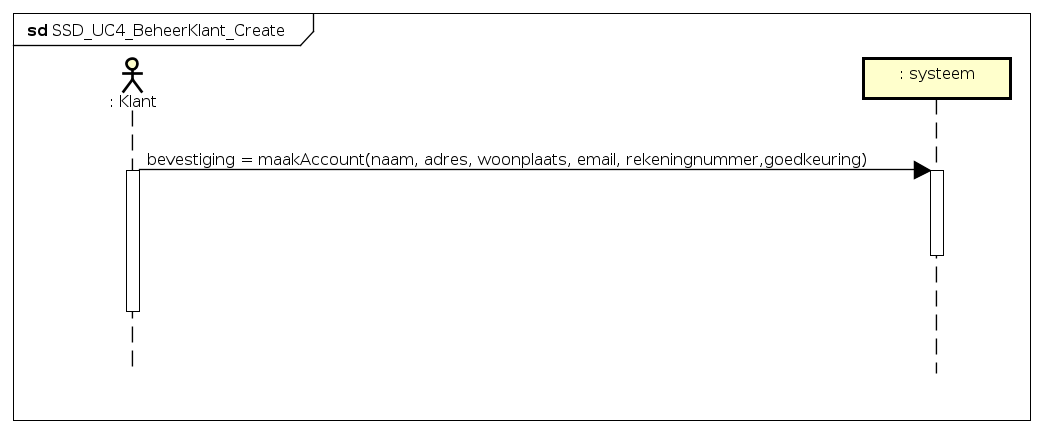 sd SSD_UC4_BeheerKlant_Create
: Klant
: systeem
bevestiging = maakAccount(naam, adres, woonplaats, email, rekeningnummer,goedkeuring)